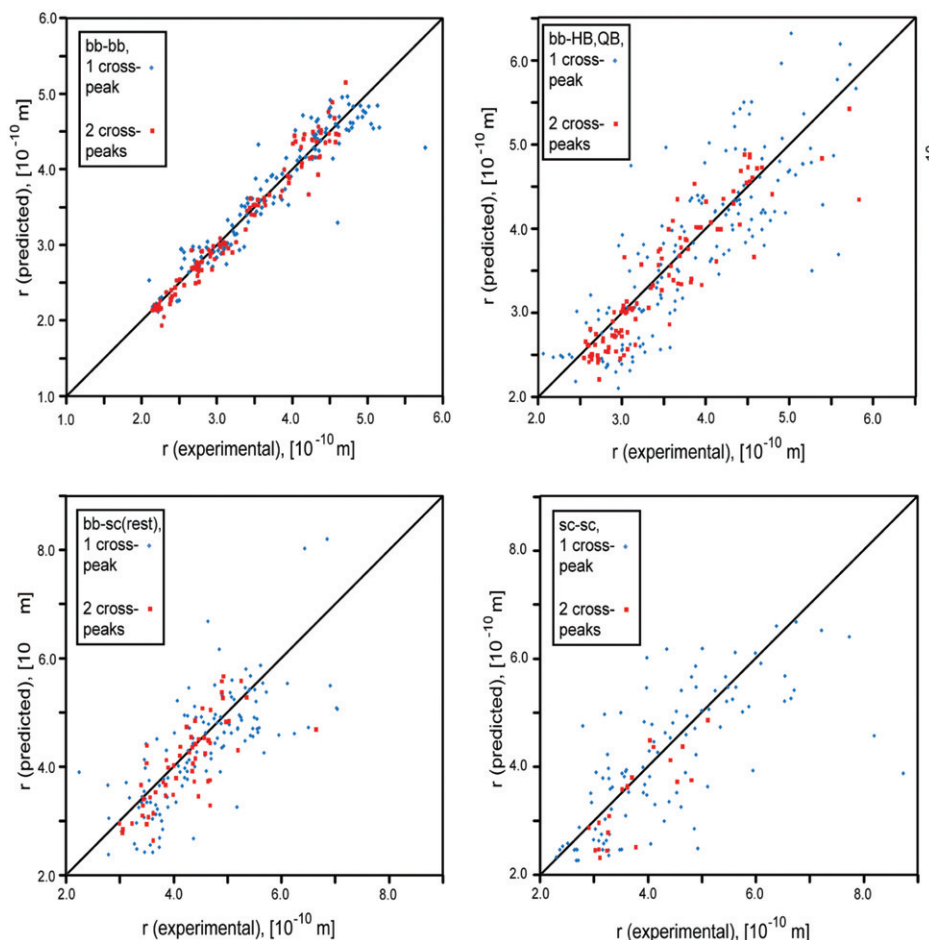 6.0
5.0
4.0
3.0
2.0
1.0
r (predicted), [10⁻¹⁰ m]
bb-bb,
1 cross-
peak
2 cross-
peaks
1.0 2.0 3.0 4.0 5.0 6.0
r (experimental), [10⁻¹⁰ m]
6.0
5.0
4.0
3.0
2.0
r (predicted), [10⁻¹⁰ m]
bb-HB,QB,
1 cross-
peak
2 cross-
peaks
2.0 3.0 4.0 5.0 6.0
r (experimental), [10⁻¹⁰ m]
8.0
6.0
4.0
2.0
r (predicted), [10 m]
bb-sc(rest),
1 cross-
peak
2 cross-
peaks
2.0 4.0 6.0 8.0
r (experimental), [10⁻¹⁰ m]
8.0
6.0
4.0
2.0
r (predicted), [10⁻¹⁰ m]
sc-sc,
1 cross-
peak
2 cross-
peaks
2.0 4.0 6.0 8.0
r (experimental), [10⁻¹⁰ m]